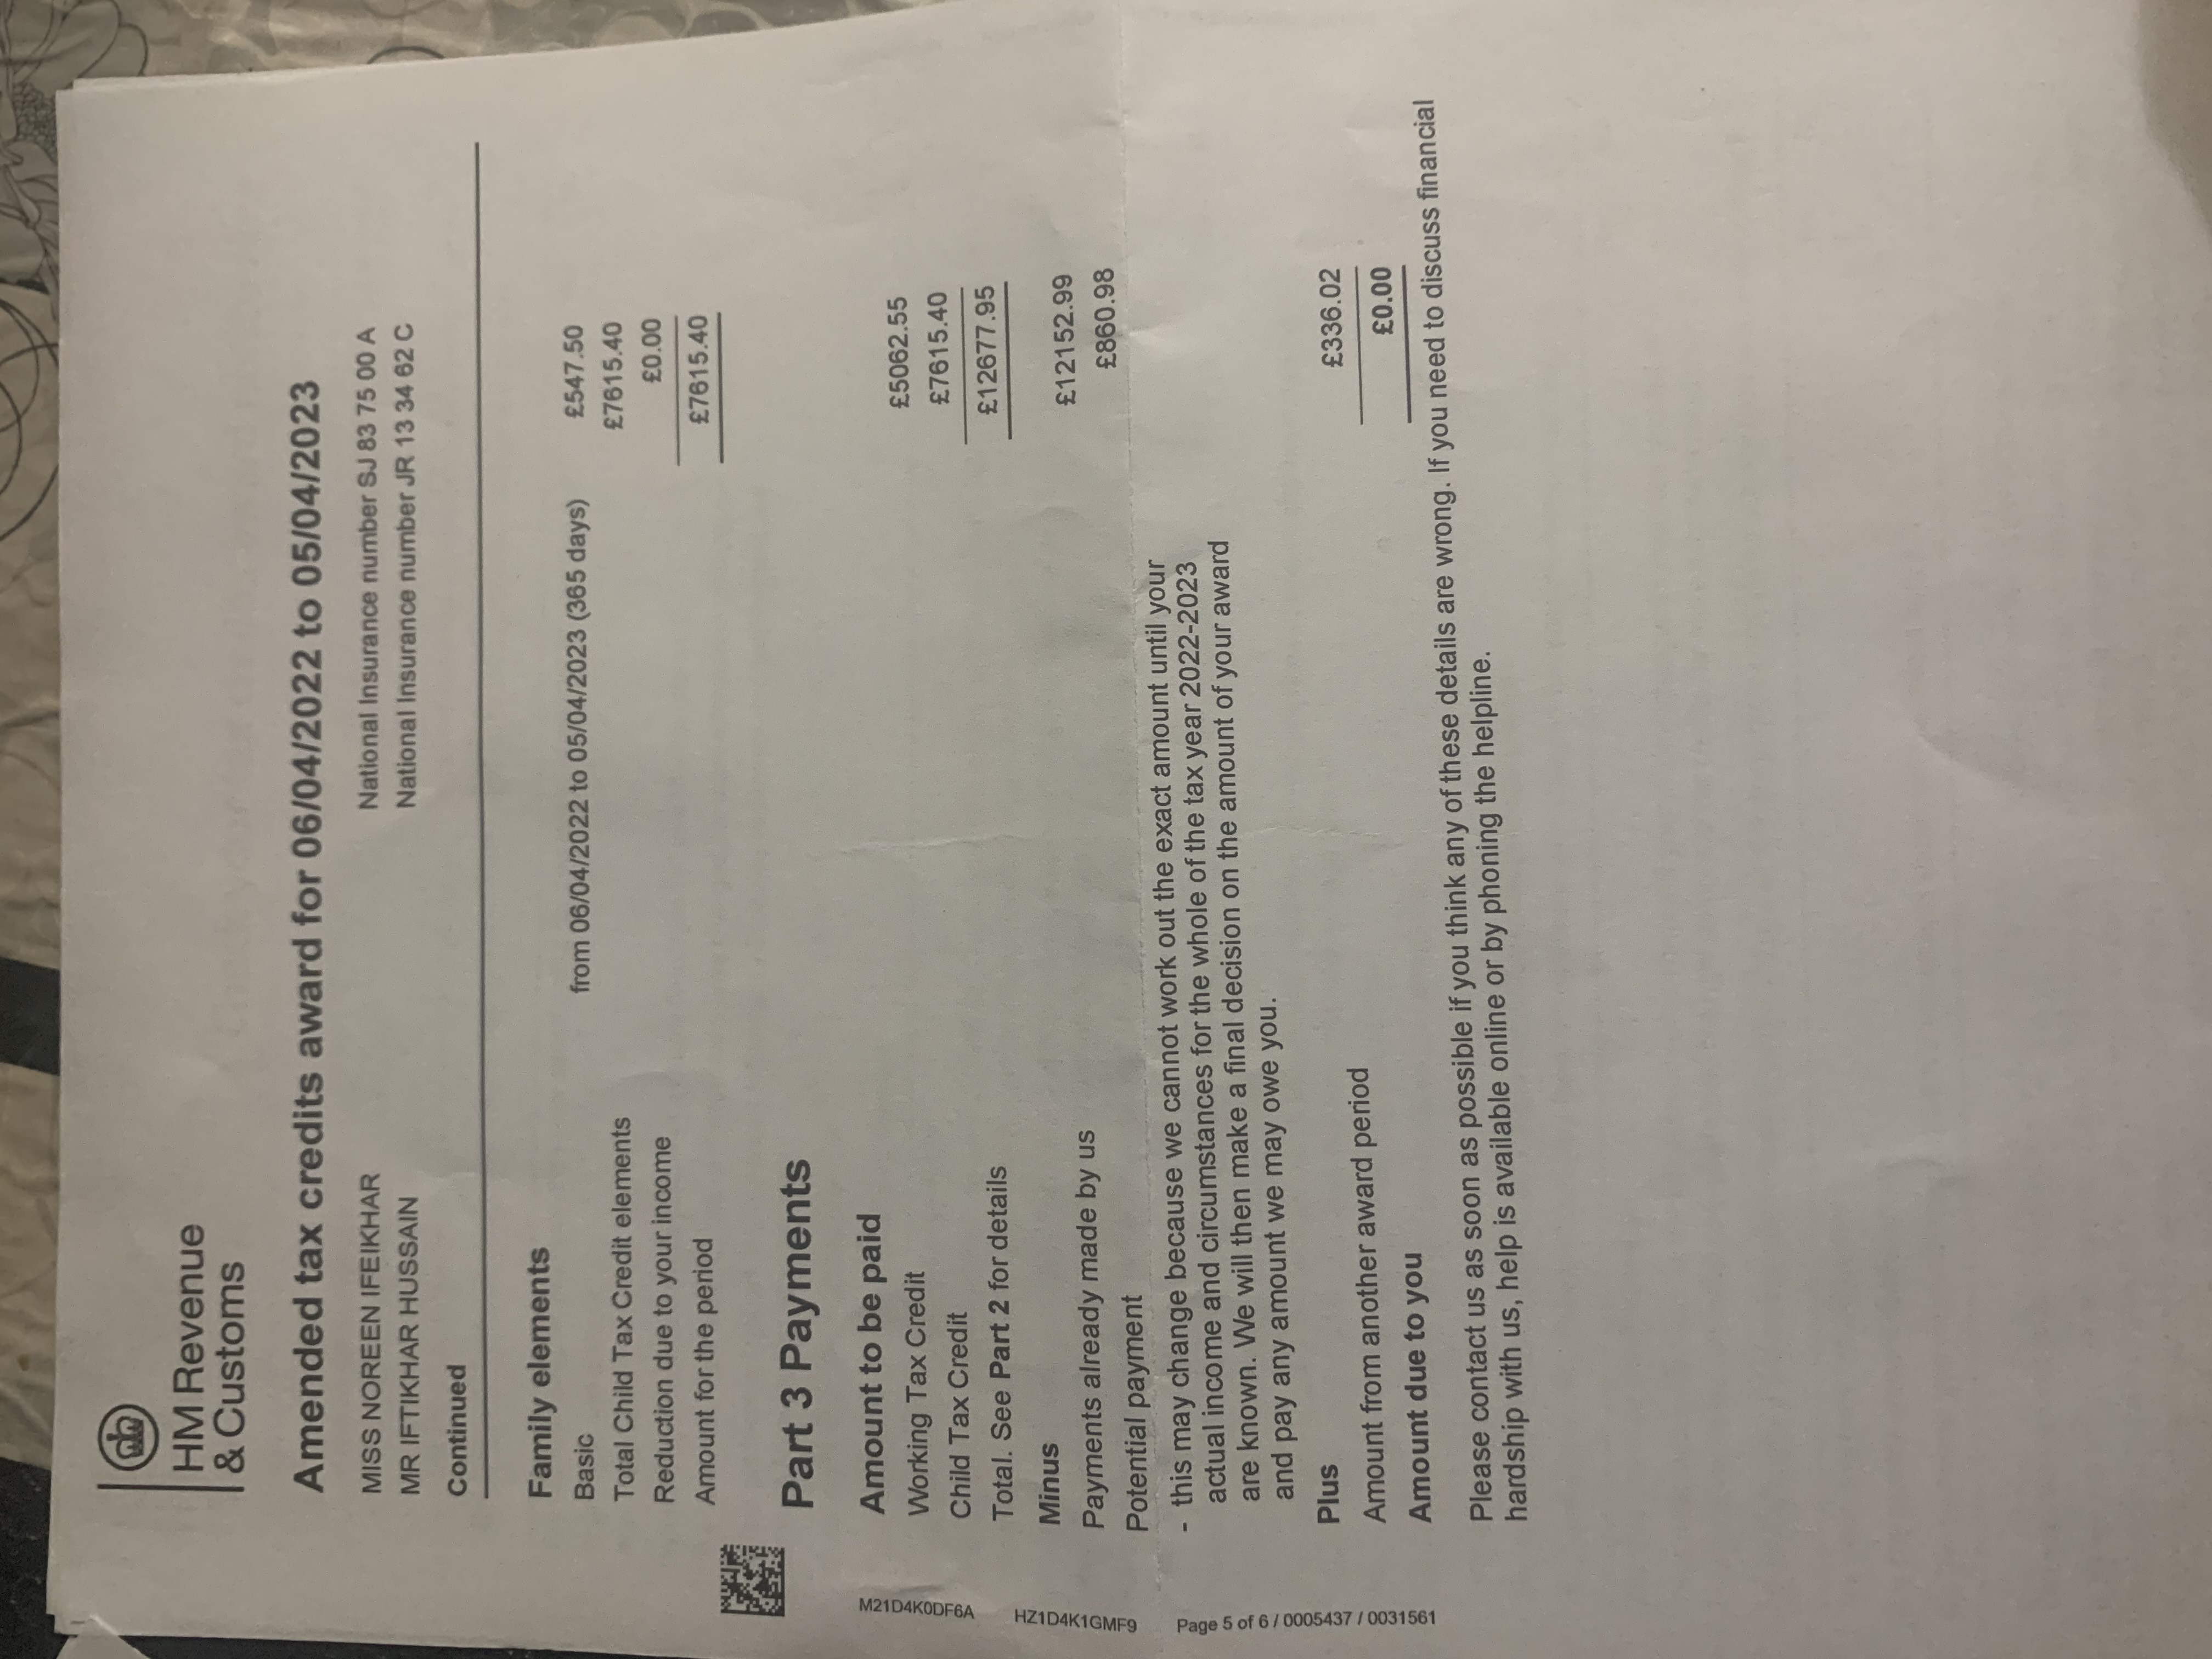 HM Revenue
& Customs
Amended tax credits award for 06/04/2022 to 05/04/2023
MISS NOREEN IFEIKHAR National Insurance number SJ 83 75 00 A
MR IFTIKHAR HUSSAIN National Insurance number JR 13 34 62 C
Continued
Family elements
Basic from 06/04/2022 to 05/04/2023 (365 days) £547.50
Total Child Tax Credit elements £7615.40
Reduction due to your income £0.00
Amount for the period £7615.40
Part 3 Payments
Amount to be paid
Working Tax Credit £5062.55
Child Tax Credit £7615.40
Total. See Part 2 for details £12677.95
Minus
Payments already made by us £12152.99
Potential payment £860.98
- this may change because we cannot work out the exact amount until your
actual income and circumstances for the whole of the tax year 2022-2023
are known. We will then make a final decision on the amount of your award
and pay any amount we may owe you.
Plus
Amount from another award period £336.02
Amount due to you £0.00
Please contact us as soon as possible if you think any of these details are wrong. If you need to discuss financial
hardship with us, help is available online or by phoning the helpline.
M21D4K0DF6A HZ1D4K1GMF9 Page 5 of 6 / 0005437 / 0031561